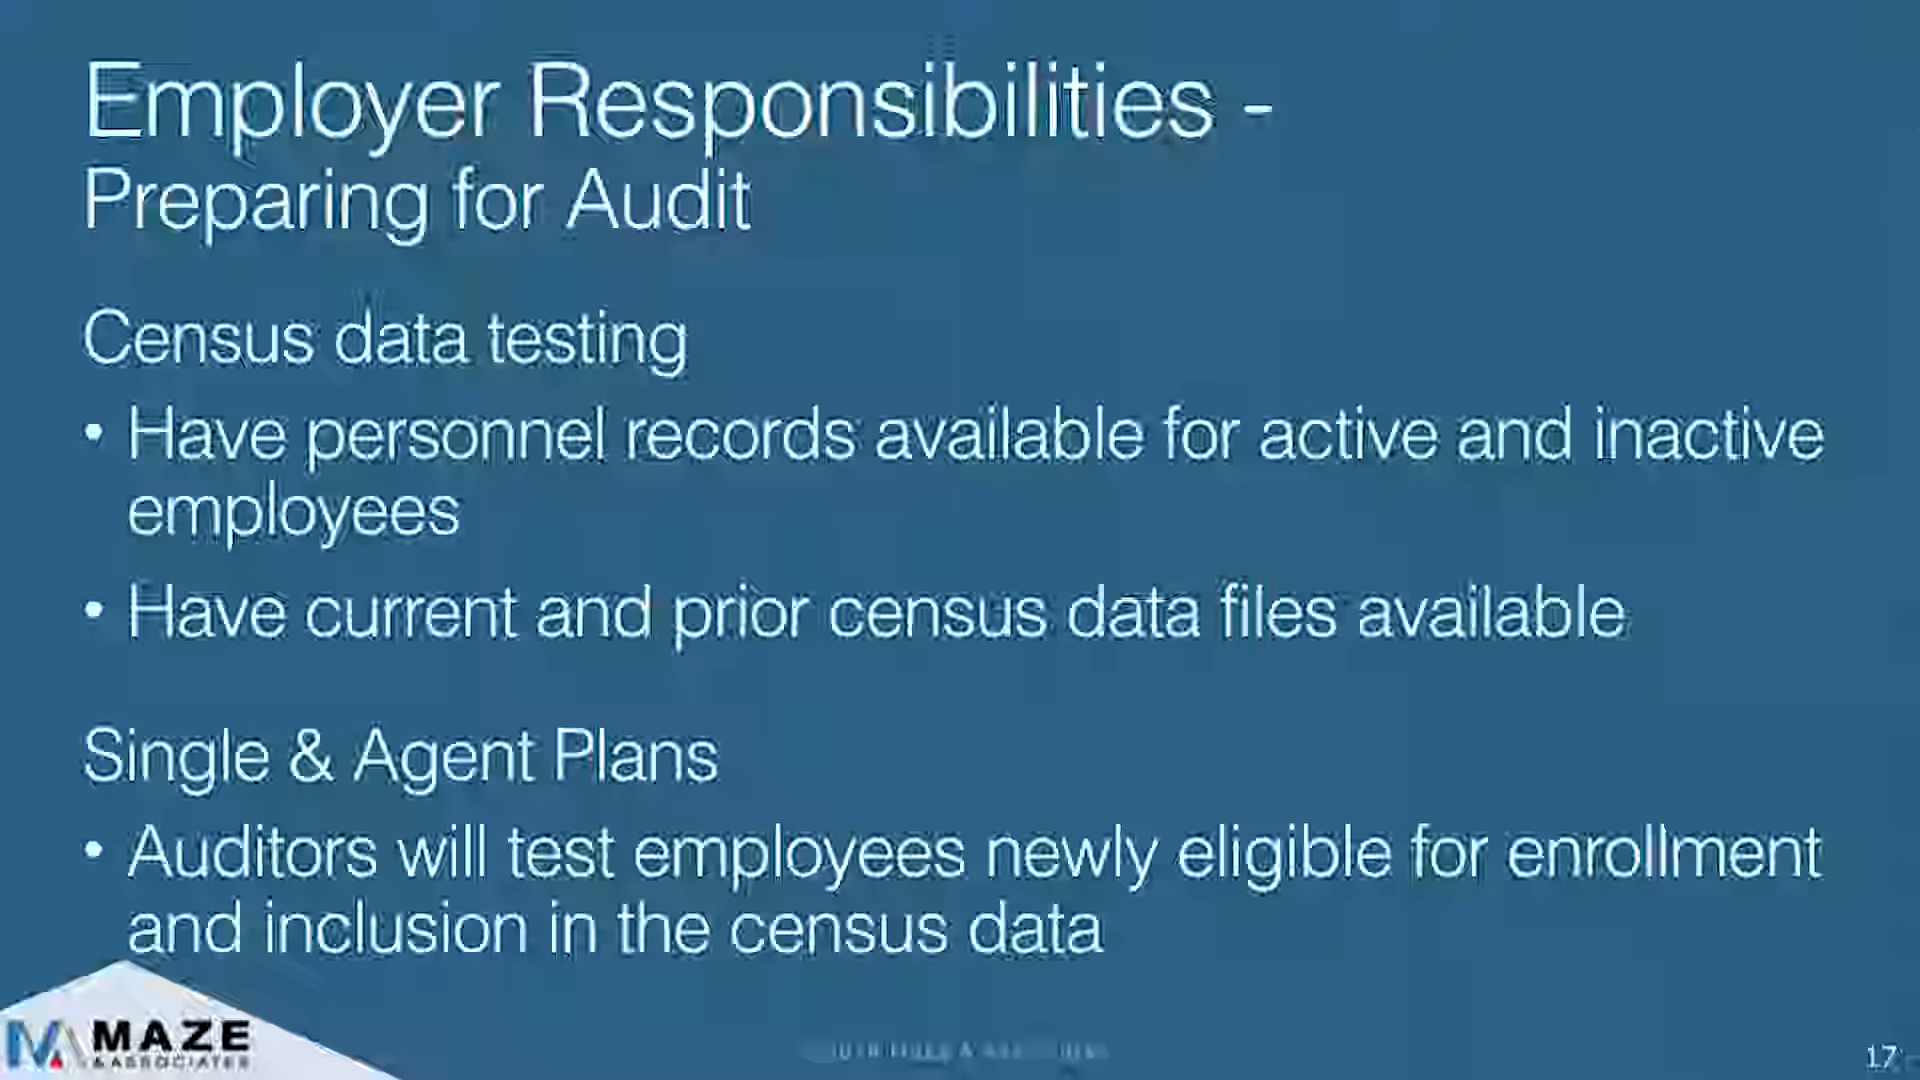 Employer Responsibilities -
Preparing for Audit
Census data testing
• Have personnel records available for active and inactive
employees
• Have current and prior census data files available
Single & Agent Plans
• Auditors will test employees newly eligible for enrollment
and inclusion in the census data
MAZE
& ASSOCIATES
17